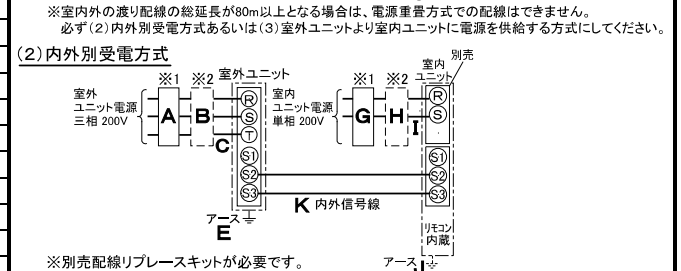 ※室内外の渡り配線の総延長が80m以上となる場合は、電源重畳方式での配線はできません。
必ず(2)内外別受電方式あるいは(3)室外ユニットより室内ユニットに電源を供給する方式にしてください。
(2)内外別受電方式
別売
室内
ユニット
※1 ※2 室外ユニット
※1 ※2
室外
ユニット電源
三相 200V
A B C
R
S
T
S1
S2
S3
室内
ユニット電源
単相 200V
G H I
R
S
S1
S2
S3
K 内外信号線
アース
E
リモコン
内蔵
※別売配線リプレースキットが必要です。
アース